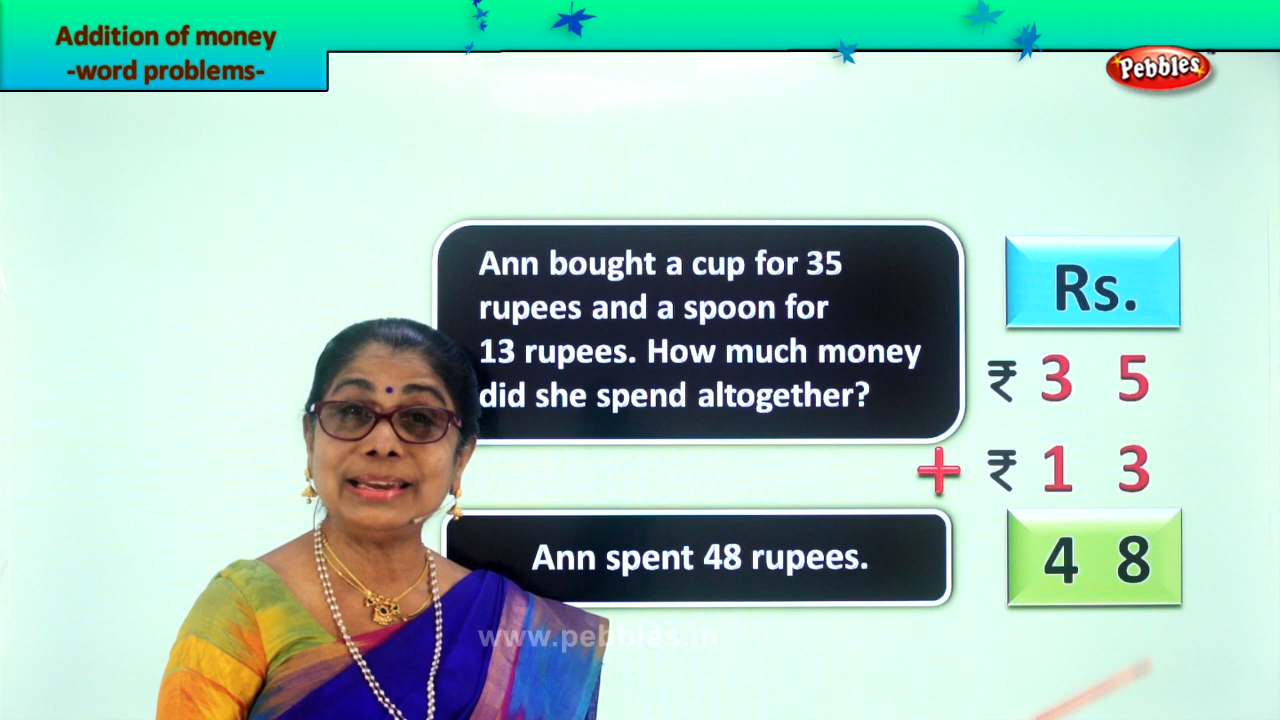 Addition of money
-word problems-
Pebbles
Ann bought a cup for 35
rupees and a spoon for
13 rupees. How much money
did she spend altogether?
Rs.
₹ 3 5
+ ₹ 1 3
4 8
Ann spent 48 rupees.
www.pebbles.in